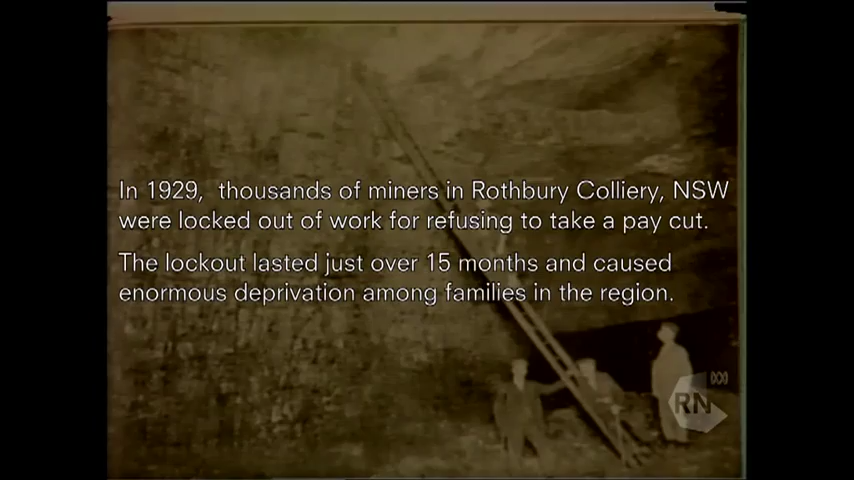 In 1929, thousands of miners in Rothbury Colliery, NSW
were locked out of work for refusing to take a pay cut.
The lockout lasted just over 15 months and caused
enormous deprivation among families in the region.
RN